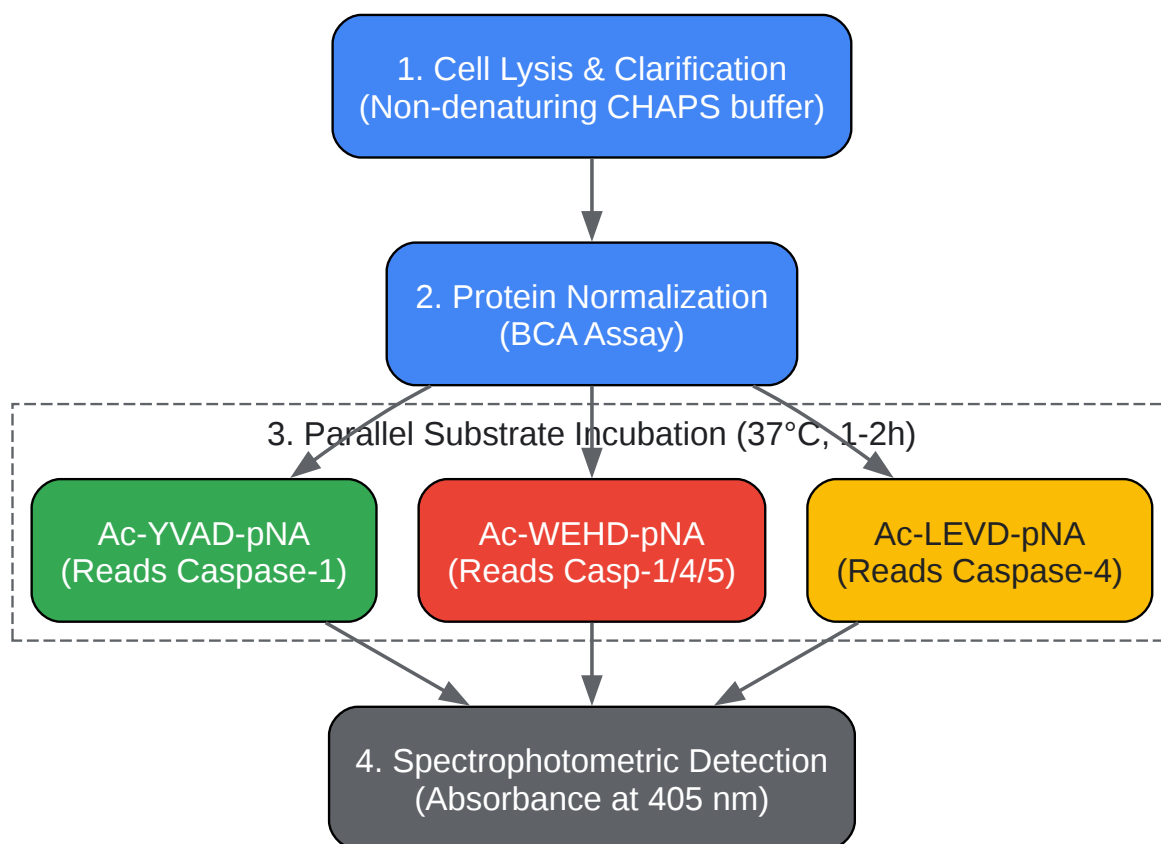 1. Cell Lysis & Clarification
(Non-denaturing CHAPS buffer)
2. Protein Normalization
(BCA Assay)
3. Parallel Substrate Incubation (37°C, 1-2h)
Ac-YVAD-pNA
(Reads Caspase-1)
Ac-WEHD-pNA
(Reads Casp-1/4/5)
Ac-LEVD-pNA
(Reads Caspase-4)
4. Spectrophotometric Detection
(Absorbance at 405 nm)